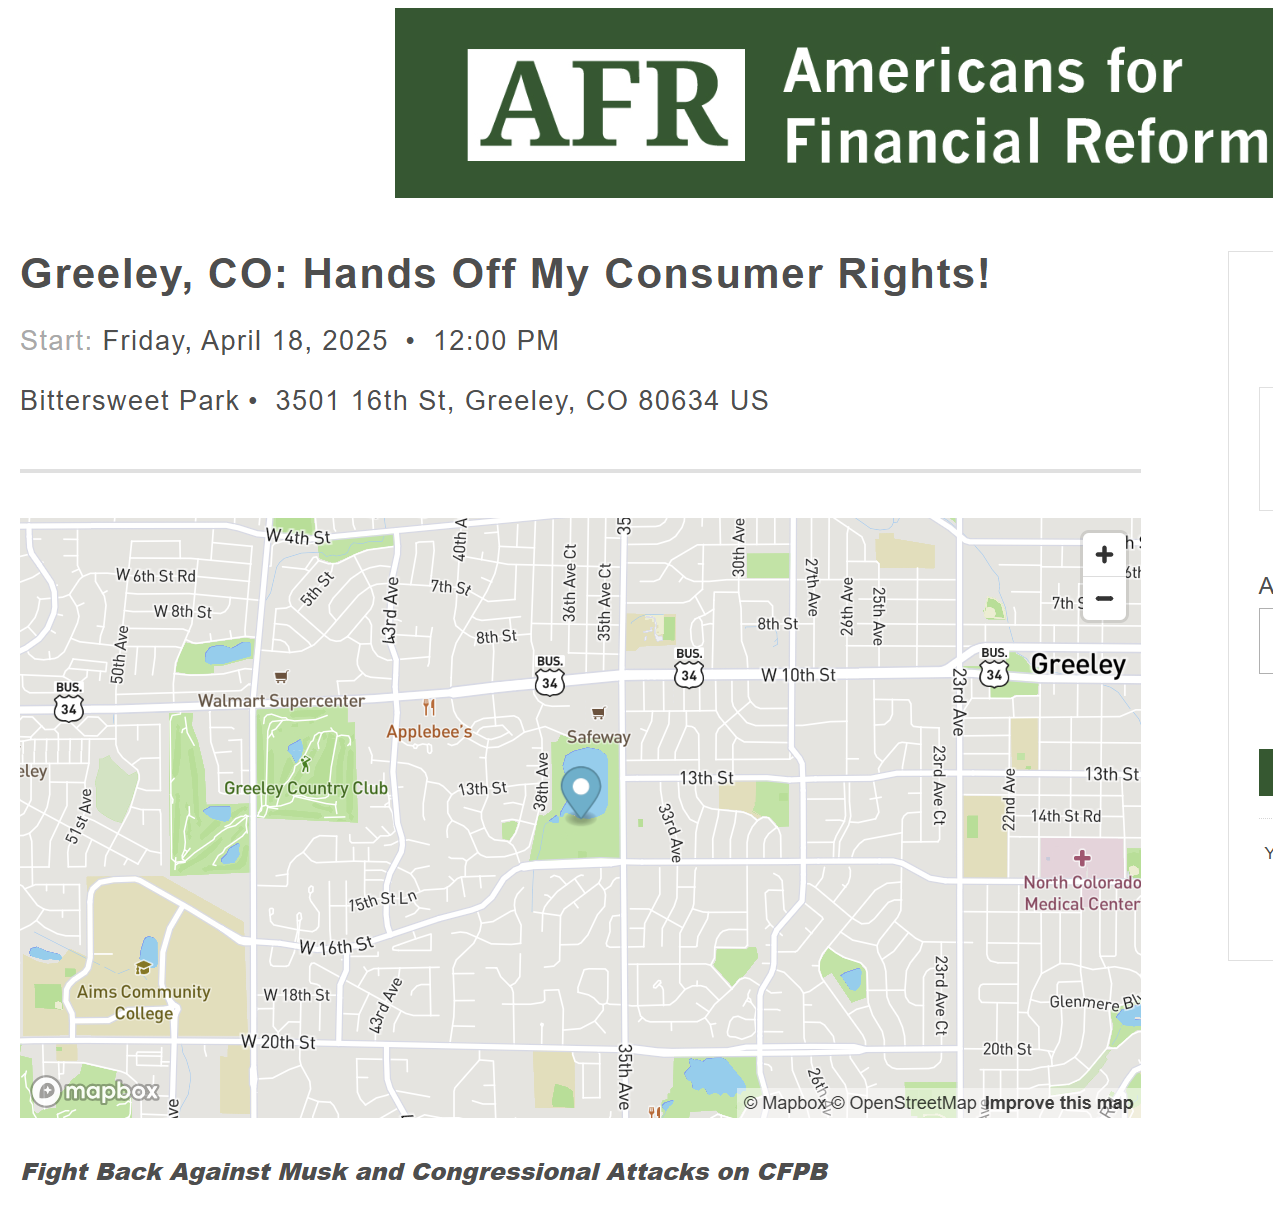 AFR
Americans for
Financial Reform
Greeley, CO: Hands Off My Consumer Rights!
Start: Friday, April 18, 2025 • 12:00 PM
Bittersweet Park • 3501 16th St, Greeley, CO 80634 US
W 4th St
40th A
35
30th Ave
W 6th St Rd
5th St
43rd Ave
7th St
36th Ave Ct
35th Ave Ct
27th Ave
26th Ave
25th Ave
7th S
+
−
W 8th St
8th St
8th St
50th Ave
BUS.
34
BUS.
34
BUS.
34
BUS.
34
W 10th St
Greeley
Walmart Supercenter
Applebee's
Safeway
23rd Ave
eley
Greeley Country Club
13th St
38th Ave
13th St
23rd Ave Ct
22nd Ave
13th St
51st Ave
33rd Ave
14th St Rd
North Colorado
Medical Center
15th St Ln
W 16th St
Aims Community
College
W 18th St
43rd Ave
23rd Ave Ct
Glenmere Blv
W 20th St
20th St
35th Ave
26th Av
mapbox
ve
© Mapbox © OpenStreetMap Improve this map
Fight Back Against Musk and Congressional Attacks on CFPB
A
Y